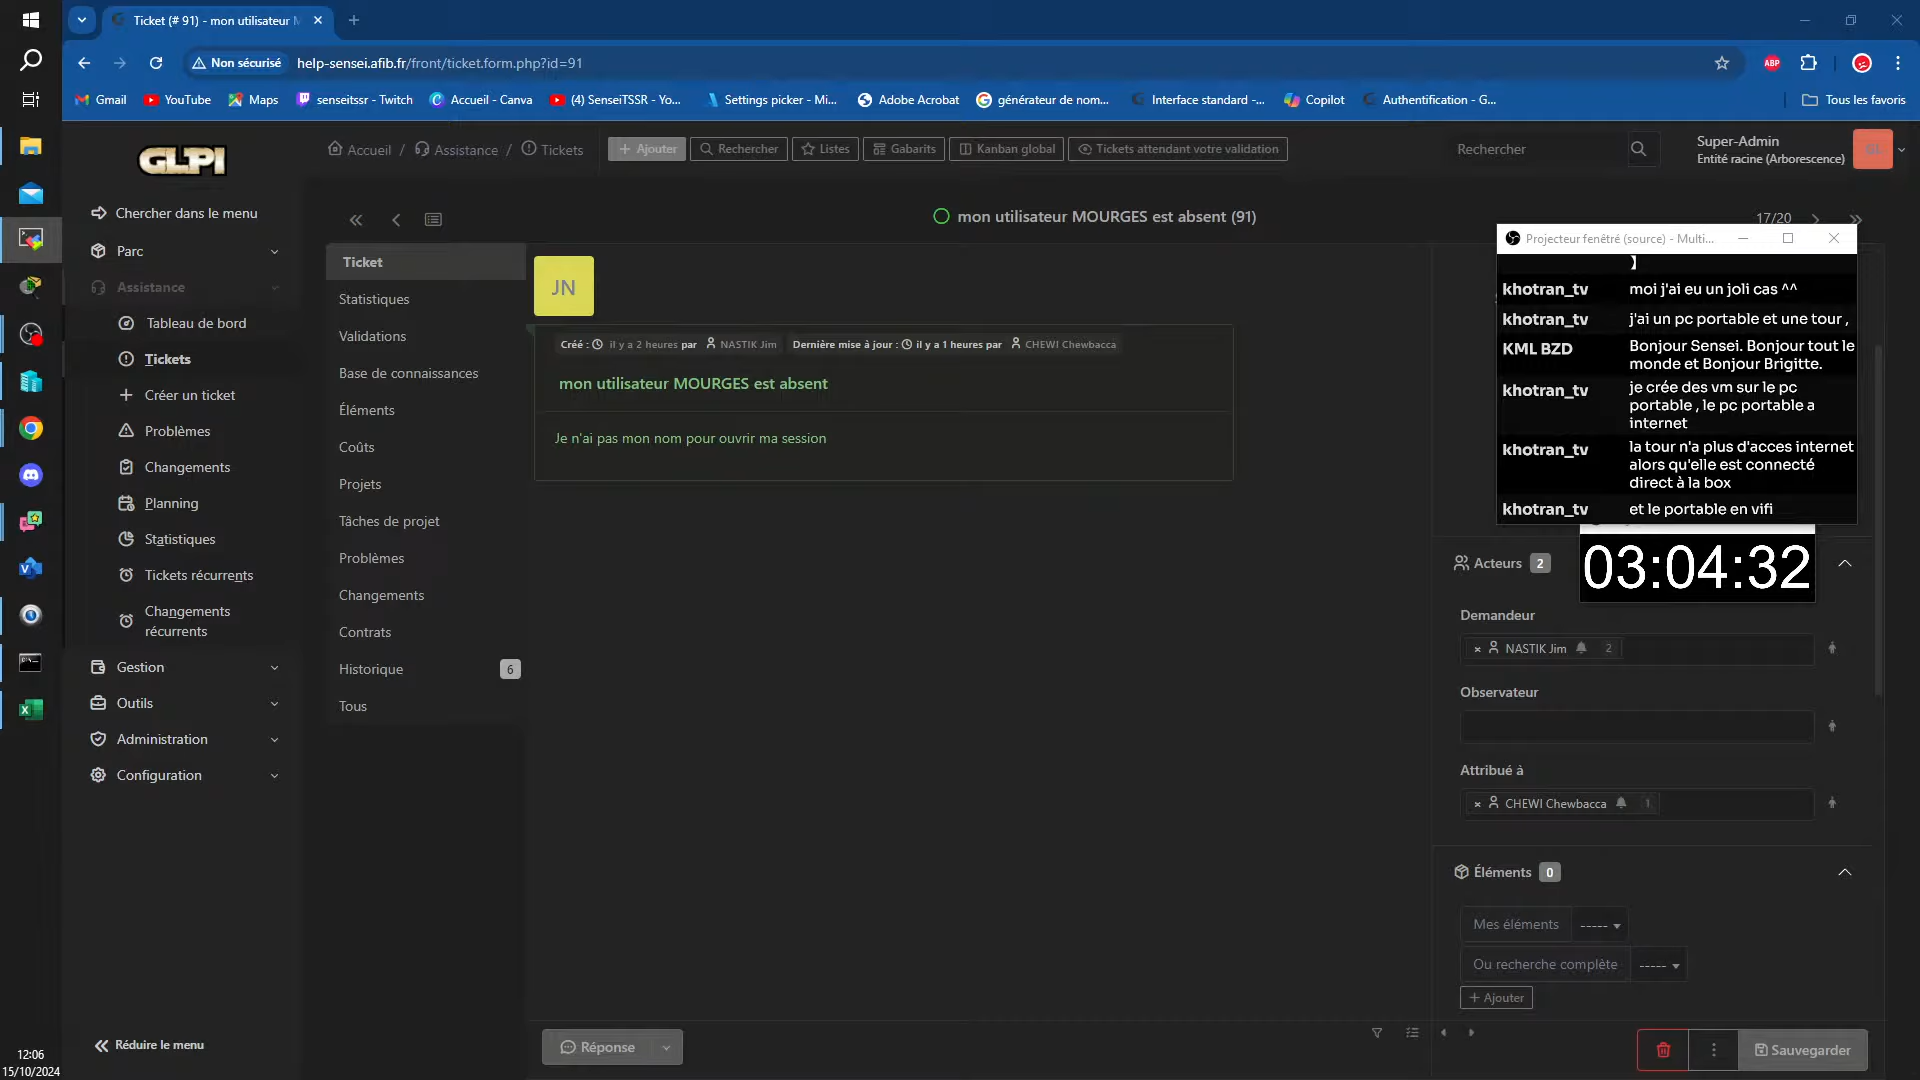 Ticket (# 91) - mon utilisateur M
Non sécurisé
help-sensei.afib.fr/front/ticket.form.php?id=91
ABP
Gmail
YouTube
Maps
senseitssr - Twitch
Accueil - Canva
(4) SenseiTSSR - Yo...
Settings picker - Mi...
Adobe Acrobat
générateur de nom...
Interface standard -...
Copilot
Authentification - G...
Tous les favoris
GLPI
Accueil / Assistance / Tickets
+ Ajouter
Rechercher
Listes
Gabarits
Kanban global
Tickets attendant votre validation
Rechercher
Super-Admin
Entité racine (Arborescence)
Chercher dans le menu
Parc
Assistance
Tableau de bord
Tickets
Créer un ticket
Problèmes
Changements
Planning
Statistiques
Tickets récurrents
Changements
récurrents
Gestion
Outils
Administration
Configuration
Réduire le menu
12:06
15/10/2024
mon utilisateur MOURGES est absent (91)
17/20
Ticket
Statistiques
Validations
Base de connaissances
Éléments
Coûts
Projets
Tâches de projet
Problèmes
Changements
Contrats
Historique 6
Tous
JN
Créé : il y a 2 heures par NASTIK Jim Dernière mise à jour : il y a 1 heures par CHEWI Chewbacca
mon utilisateur MOURGES est absent
Je n'ai pas mon nom pour ouvrir ma session
Réponse
Projecteur fenêtré (source) - Multi...
】
khotran_tv moi j'ai eu un joli cas ^^
khotran_tv j'ai un pc portable et une tour ,
KML BZD Bonjour Sensei. Bonjour tout le
monde et Bonjour Brigitte.
khotran_tv je crée des vm sur le pc
portable , le pc portable a
internet
khotran_tv la tour n'a plus d'acces internet
alors qu'elle est connecté
direct à la box
khotran_tv et le portable en vifi
03:04:32
Acteurs 2
Demandeur
× NASTIK Jim 2
Observateur
Attribué à
× CHEWI Chewbacca 1
Éléments 0
Mes éléments -----
Ou recherche complète -----
+ Ajouter
Sauvegarder